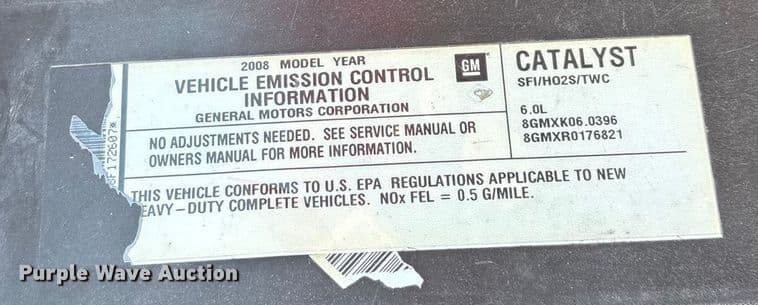 2008 MODEL YEAR
VEHICLE EMISSION CONTROL
INFORMATION
GENERAL MOTORS CORPORATION
GM
CATALYST
SFI/HO2S/TWC
6.0L
8GMXK06.0396
8GMXR0176821
NO ADJUSTMENTS NEEDED. SEE SERVICE MANUAL OR
OWNERS MANUAL FOR MORE INFORMATION.
THIS VEHICLE CONFORMS TO U.S. EPA REGULATIONS APPLICABLE TO NEW
EAVY-DUTY COMPLETE VEHICLES. NOx FEL = 0.5 G/MILE.
8F172607*
Purple Wave Auction